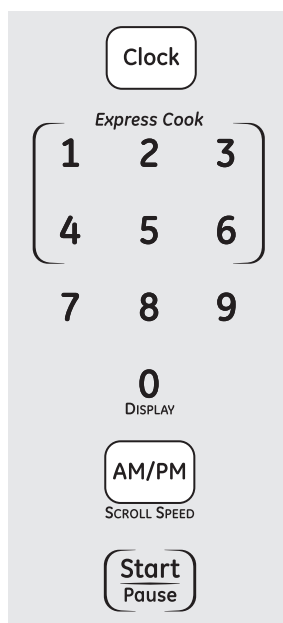 Clock
Express Cook
1 2 3
4 5 6
7 8 9
0
DISPLAY
AM/PM
SCROLL SPEED
Start
Pause